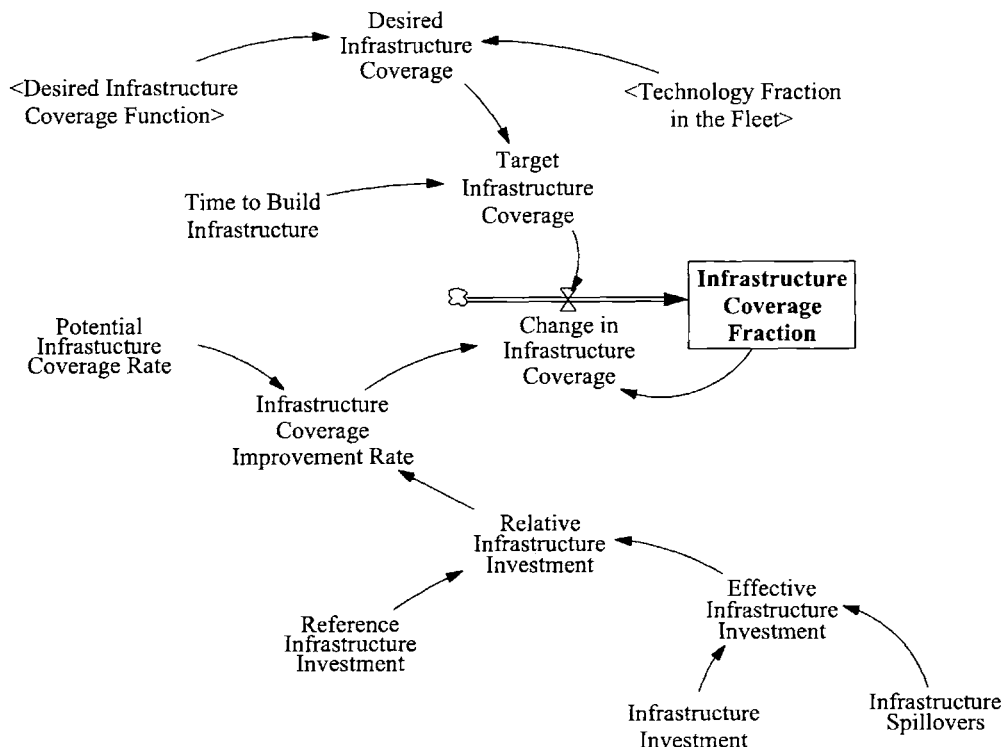 Desired
Infrastructure
Coverage
<Desired Infrastructure
Coverage Function>
<Technology Fraction
in the Fleet>
Target
Infrastructure
Coverage
Time to Build
Infrastructure
Infrastructure
Coverage
Fraction
Change in
Infrastructure
Coverage
Potential
Infrastucture
Coverage Rate
Infrastructure
Coverage
Improvement Rate
Relative
Infrastructure
Investment
Reference
Infrastructure
Investment
Effective
Infrastructure
Investment
Infrastructure
Investment
Infrastructure
Spillovers